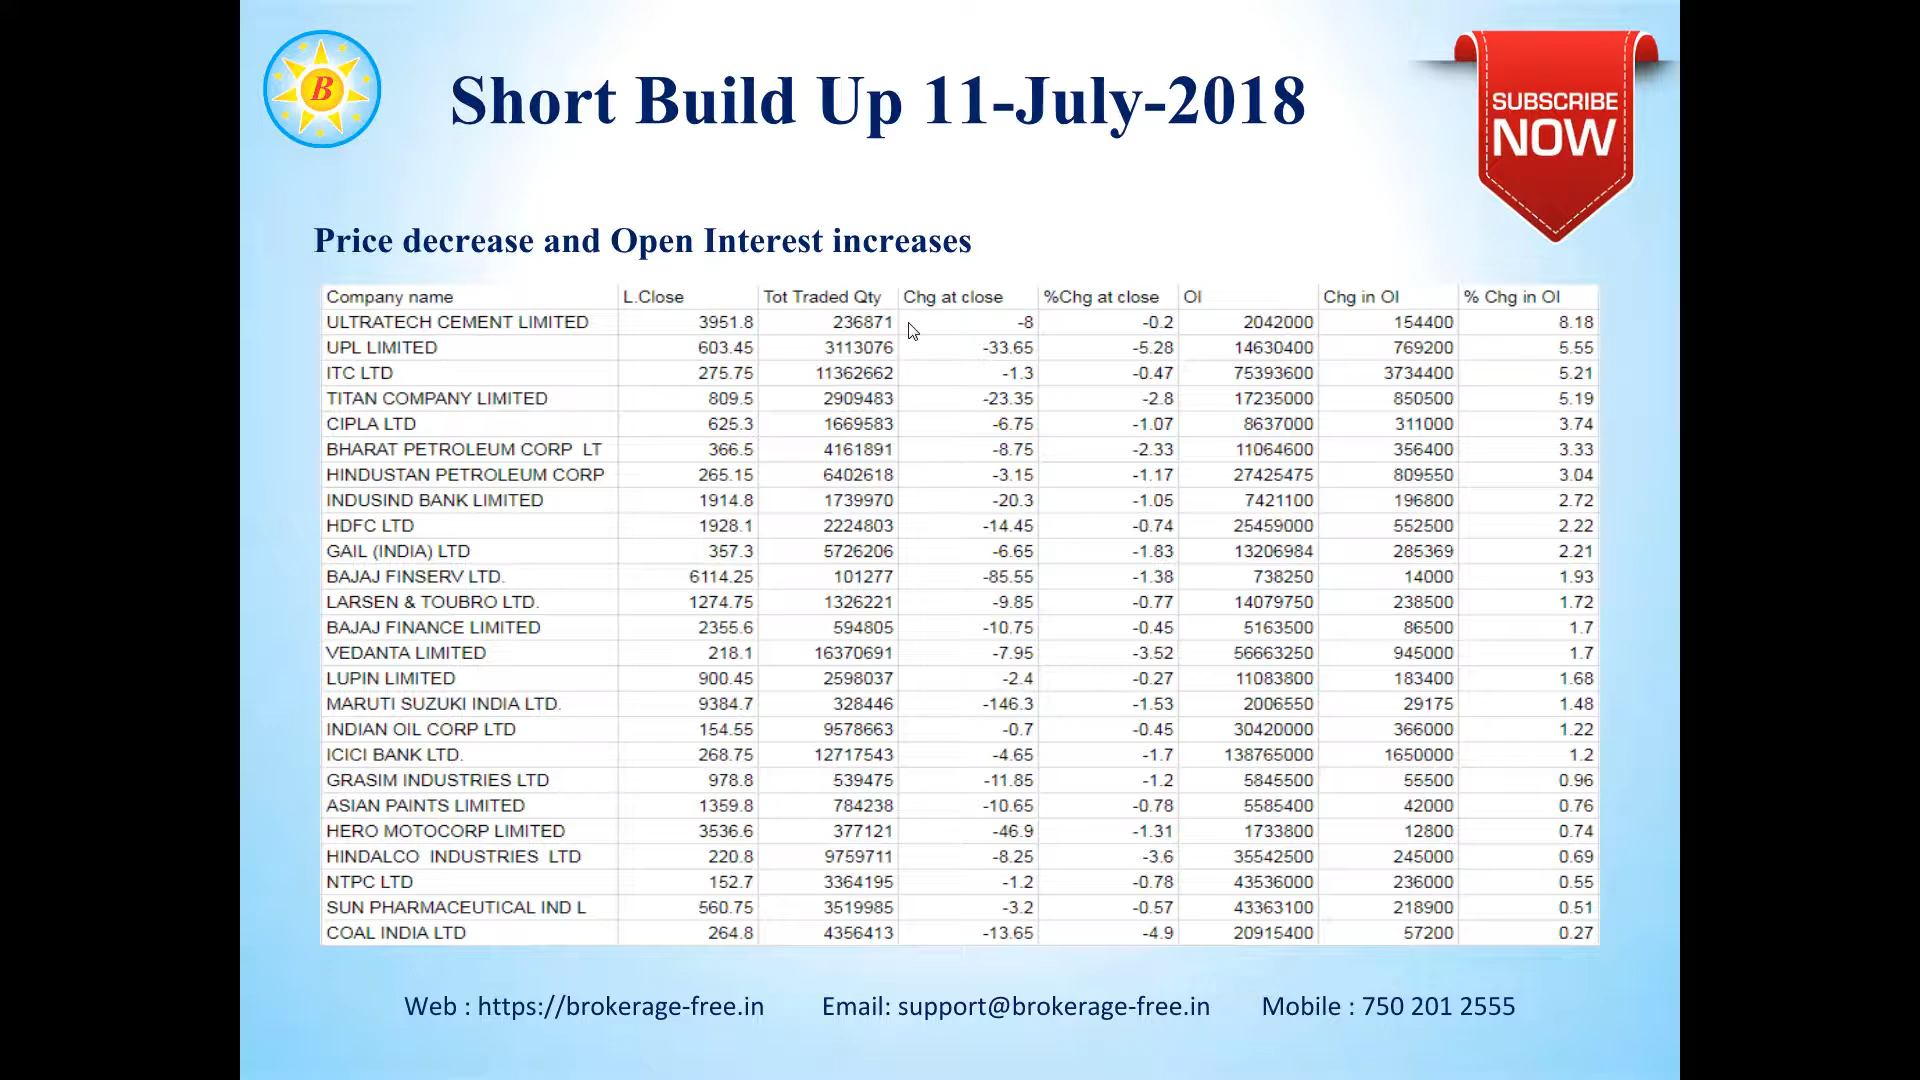 B
Short Build Up 11-July-2018
SUBSCRIBE
NOW
Price decrease and Open Interest increases
Company name L.Close Tot Traded Qty Chg at close %Chg at close OI Chg in OI % Chg in OI
ULTRATECH CEMENT LIMITED 3951.8 236871 -8 -0.2 2042000 154400 8.18
UPL LIMITED 603.45 3113076 -33.65 -5.28 14630400 769200 5.55
ITC LTD 275.75 11362662 -1.3 -0.47 75393600 3734400 5.21
TITAN COMPANY LIMITED 809.5 2909483 -23.35 -2.8 17235000 850500 5.19
CIPLA LTD 625.3 1669583 -6.75 -1.07 8637000 311000 3.74
BHARAT PETROLEUM CORP  LT 366.5 4161891 -8.75 -2.33 11064600 356400 3.33
HINDUSTAN PETROLEUM CORP 265.15 6402618 -3.15 -1.17 27425475 809550 3.04
INDUSIND BANK LIMITED 1914.8 1739970 -20.3 -1.05 7421100 196800 2.72
HDFC LTD 1928.1 2224803 -14.45 -0.74 25459000 552500 2.22
GAIL (INDIA) LTD 357.3 5726206 -6.65 -1.83 13206984 285369 2.21
BAJAJ FINSERV LTD. 6114.25 101277 -85.55 -1.38 738250 14000 1.93
LARSEN & TOUBRO LTD. 1274.75 1326221 -9.85 -0.77 14079750 238500 1.72
BAJAJ FINANCE LIMITED 2355.6 594805 -10.75 -0.45 5163500 86500 1.7
VEDANTA LIMITED 218.1 16370691 -7.95 -3.52 56663250 945000 1.7
LUPIN LIMITED 900.45 2598037 -2.4 -0.27 11083800 183400 1.68
MARUTI SUZUKI INDIA LTD. 9384.7 328446 -146.3 -1.53 2006550 29175 1.48
INDIAN OIL CORP LTD 154.55 9578663 -0.7 -0.45 30420000 366000 1.22
ICICI BANK LTD. 268.75 12717543 -4.65 -1.7 138765000 1650000 1.2
GRASIM INDUSTRIES LTD 978.8 539475 -11.85 -1.2 5845500 55500 0.96
ASIAN PAINTS LIMITED 1359.8 784238 -10.65 -0.78 5585400 42000 0.76
HERO MOTOCORP LIMITED 3536.6 377121 -46.9 -1.31 1733800 12800 0.74
HINDALCO  INDUSTRIES  LTD 220.8 9759711 -8.25 -3.6 35542500 245000 0.69
NTPC LTD 152.7 3364195 -1.2 -0.78 43536000 236000 0.55
SUN PHARMACEUTICAL IND L 560.75 3519985 -3.2 -0.57 43363100 218900 0.51
COAL INDIA LTD 264.8 4356413 -13.65 -4.9 20915400 57200 0.27
Web : https://brokerage-free.in Email: support@brokerage-free.in Mobile : 750 201 2555